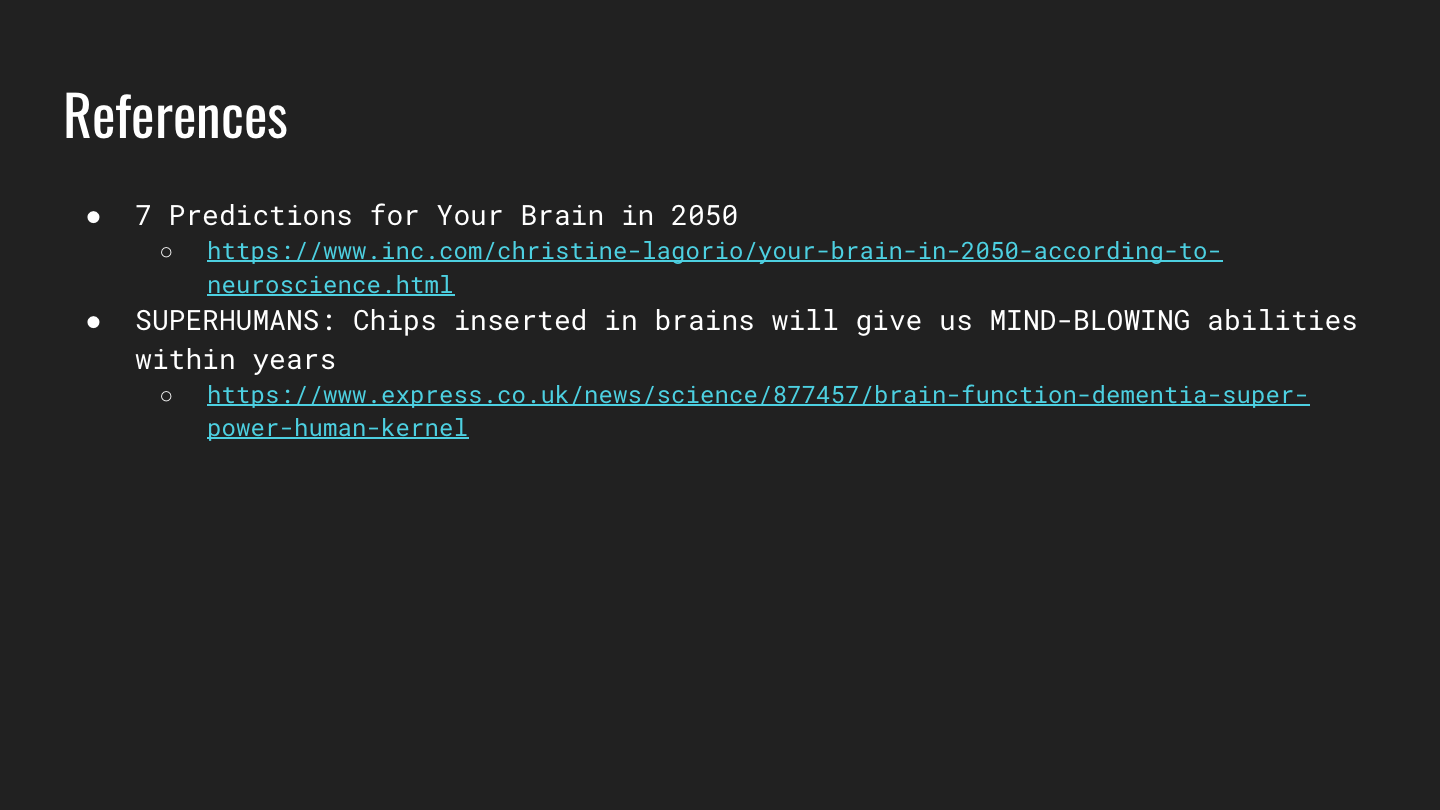 References
● 7 Predictions for Your Brain in 2050
○ https://www.inc.com/christine-lagorio/your-brain-in-2050-according-to-
neuroscience.html
● SUPERHUMANS: Chips inserted in brains will give us MIND-BLOWING abilities
within years
○ https://www.express.co.uk/news/science/877457/brain-function-dementia-super-
power-human-kernel